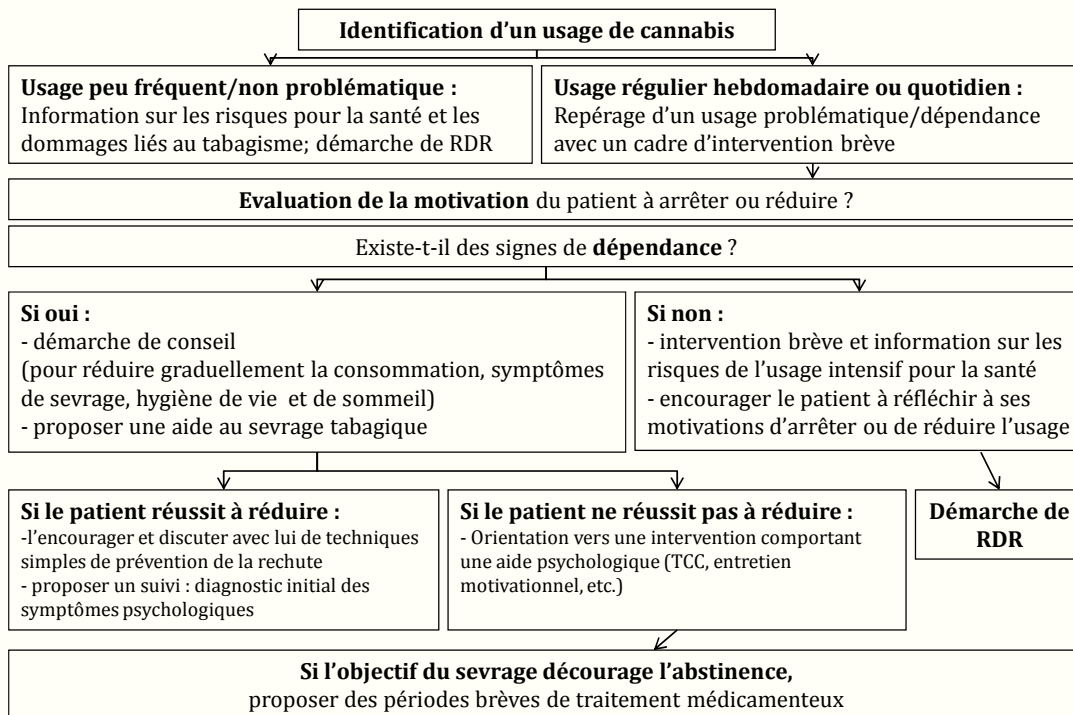 Identification d’un usage de cannabis
Usage peu fréquent/non problématique :
Information sur les risques pour la santé et les
dommages liés au tabagisme; démarche de RDR
Usage régulier hebdomadaire ou quotidien :
Repérage d’un usage problématique/dépendance
avec un cadre d’intervention brève
Evaluation de la motivation du patient à arrêter ou réduire ?
Existe-t-il des signes de dépendance ?
Si oui :
- démarche de conseil
(pour réduire graduellement la consommation, symptômes
de sevrage, hygiène de vie et de sommeil)
- proposer une aide au sevrage tabagique
Si non :
- intervention brève et information sur les
risques de l’usage intensif pour la santé
- encourager le patient à réfléchir à ses
motivations d’arrêter ou de réduire l’usage
Si le patient réussit à réduire :
-l’encourager et discuter avec lui de techniques
simples de prévention de la rechute
- proposer un suivi : diagnostic initial des
symptômes psychologiques
Si le patient ne réussit pas à réduire :
- Orientation vers une intervention comportant
une aide psychologique (TCC, entretien
motivationnel, etc.)
Démarche de
RDR
Si l’objectif du sevrage décourage l’abstinence,
proposer des périodes brèves de traitement médicamenteux